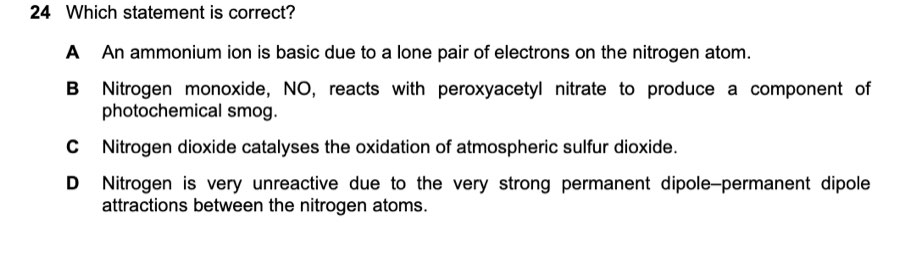 24 Which statement is correct?
A An ammonium ion is basic due to a lone pair of electrons on the nitrogen atom.
B Nitrogen monoxide, NO, reacts with peroxyacetyl nitrate to produce a component of
photochemical smog.
C Nitrogen dioxide catalyses the oxidation of atmospheric sulfur dioxide.
D Nitrogen is very unreactive due to the very strong permanent dipole–permanent dipole
attractions between the nitrogen atoms.